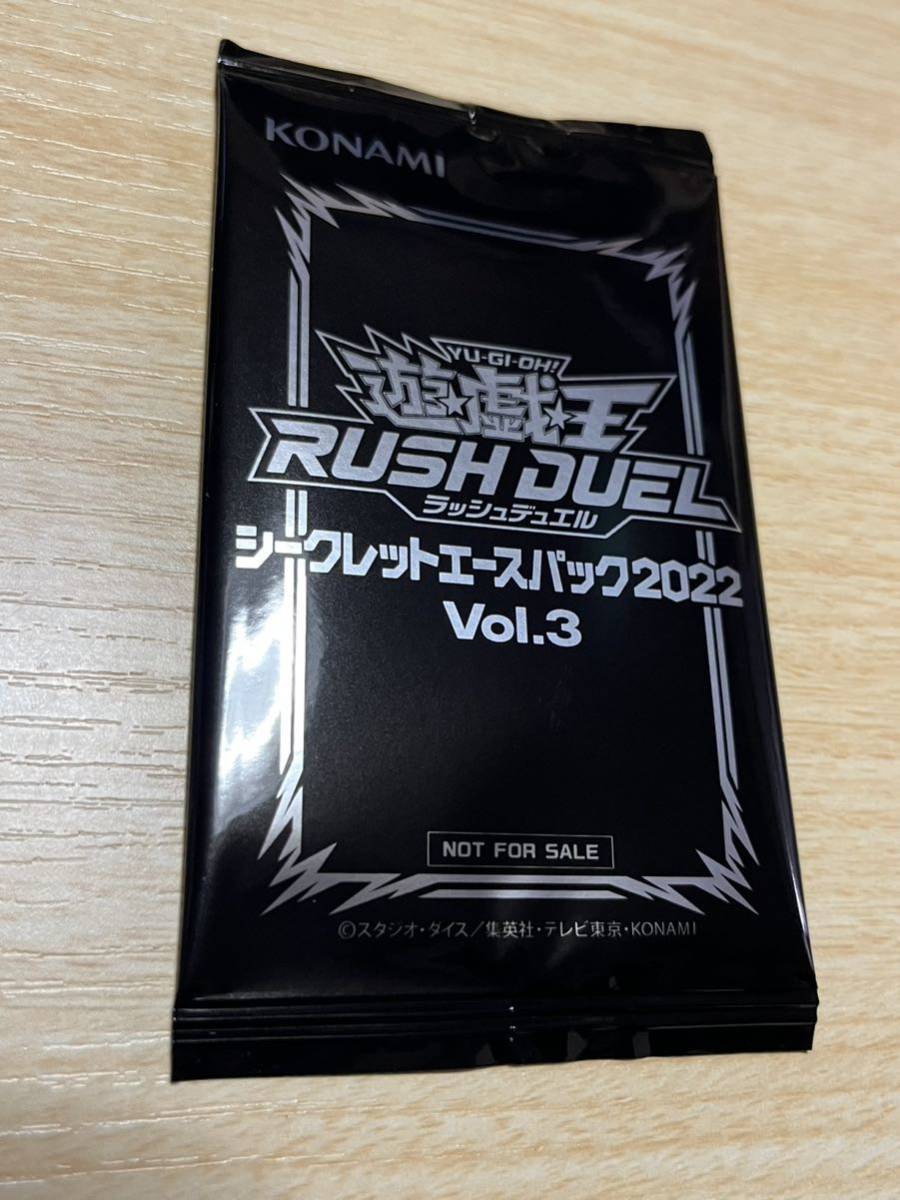 KONAMI
YU-GI-OH!
遊☆戯☆王
RUSH DUEL
ラッシュデュエル
シークレットエースパック2022
Vol.3
NOT FOR SALE
©スタジオ・ダイス／集英社・テレビ東京・KONAMI